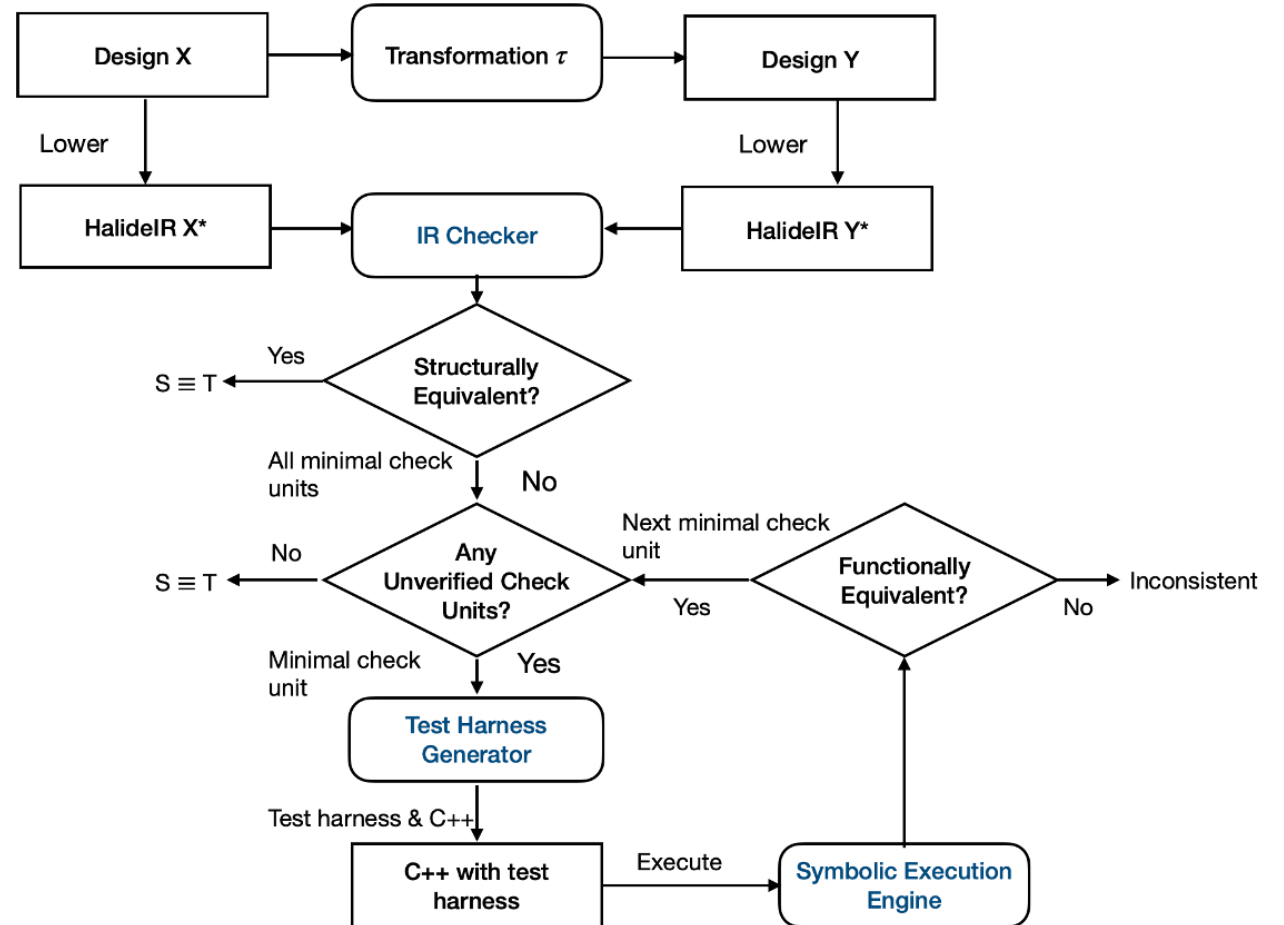 Design X
Transformation τ
Design Y
Lower
Lower
HalideIR X*
IR Checker
HalideIR Y*
Yes
Structurally
Equivalent?
S ≡ T
All minimal check
units
No
Next minimal check
unit
No
Any
Unverified Check
Units?
Functionally
Equivalent?
S ≡ T
Inconsistent
Yes
No
Minimal check
unit
Yes
Test Harness
Generator
Test harness & C++
C++ with test
harness
Execute
Symbolic Execution
Engine